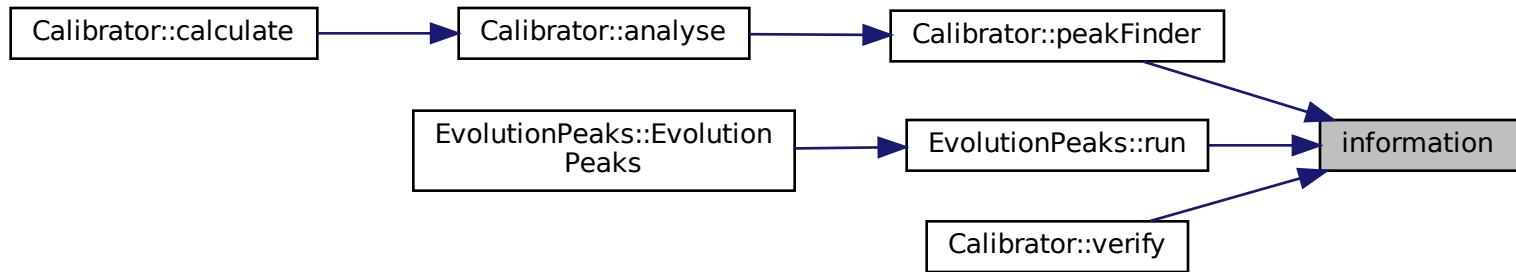 Calibrator::calculate
Calibrator::analyse
Calibrator::peakFinder
EvolutionPeaks::Evolution
Peaks
EvolutionPeaks::run
information
Calibrator::verify